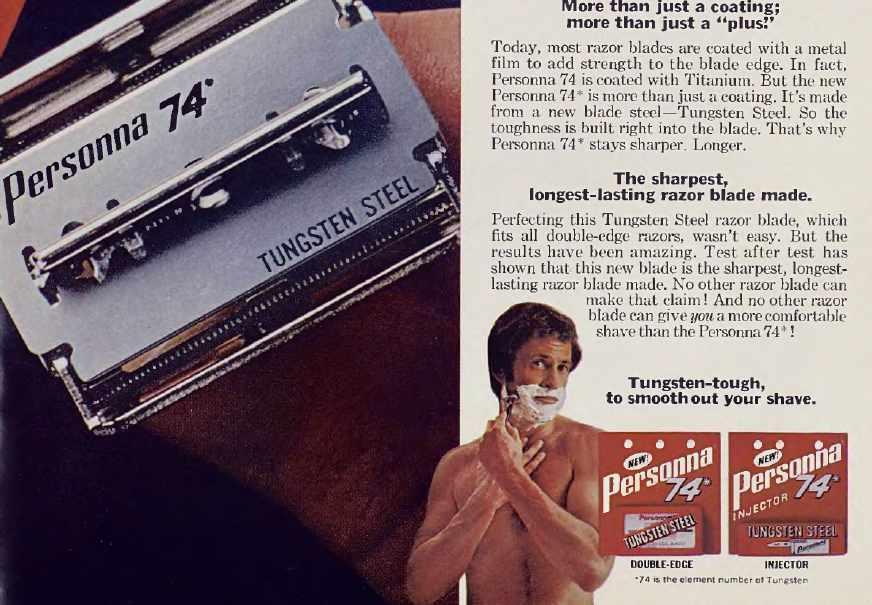 More than just a coating;
more than just a “plus.”
Today, most razor blades are coated with a metal
film to add strength to the blade edge. In fact,
Personna 74 is coated with Titanium. But the new
Personna 74* is more than just a coating. It's made
from a new blade steel—Tungsten Steel. So the
toughness is built right into the blade. That's why
Personna 74* stays sharper. Longer.
The sharpest,
longest-lasting razor blade made.
Perfecting this Tungsten Steel razor blade, which
fits all double-edge razors, wasn't easy. But the
results have been amazing. Test after test has
shown that this new blade is the sharpest, longest-
lasting razor blade made. No other razor blade can
make that claim! And no other razor
blade can give you a more comfortable
shave than the Personna 74*!
Tungsten-tough,
to smooth out your shave.
Personna 74*
TUNGSTEN STEEL
NEW!
Personna
74*
Personna
TUNGSTEN STEEL
DOUBLE-EDGE
NEW!
Personna
74*
INJECTOR
TUNGSTEN STEEL
Personna
INJECTOR
*74 is the element number of Tungsten